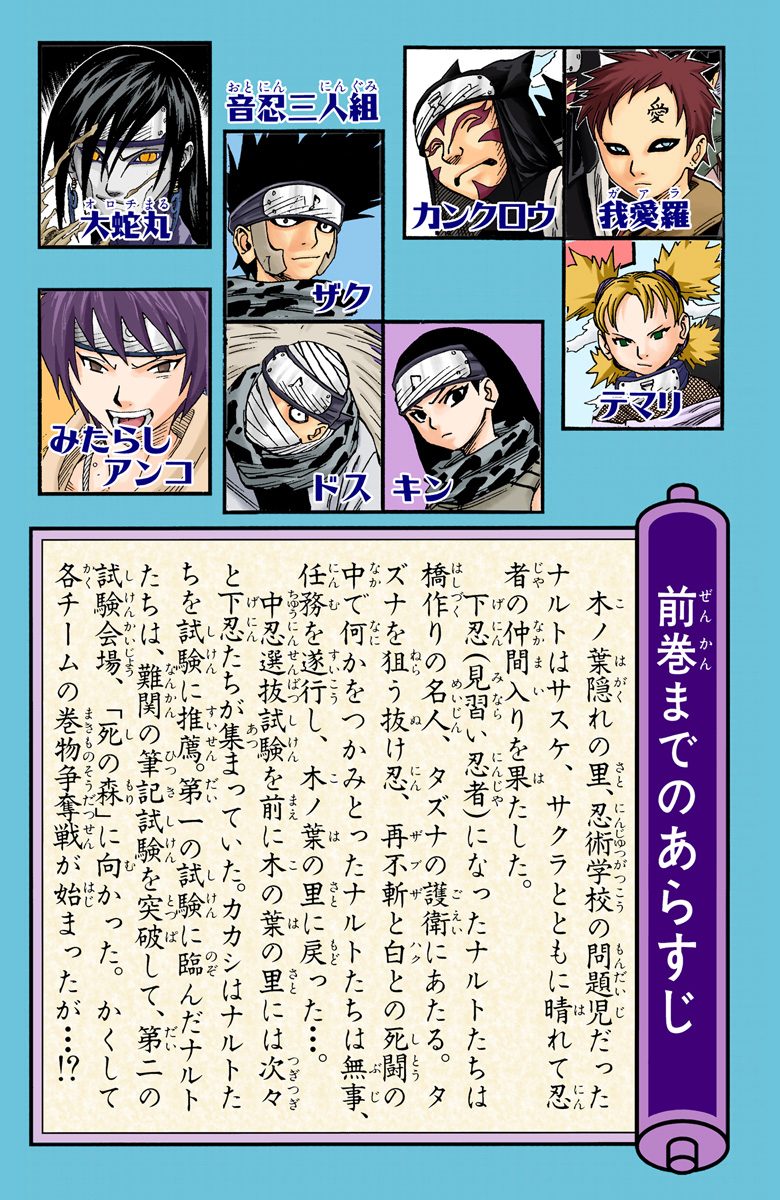 愛
カンクロウ
我愛羅
テマリ
音忍三人組
ザク
ドス
キン
大蛇丸
みたらし
アンコ
前巻までのあらすじ
木ノ葉隠れの里、忍術学校の問題児だった
ナルトはサスケ、サクラとともに晴れて忍
者の仲間入りを果たした。
下忍(見習い忍者)になったナルトたちは
橋作りの名人、タズナの護衛にあたる。タ
ズナを狙う抜け忍、再不斬と白との死闘の
中で何かをつかみとったナルトたちは無事、
任務を遂行し、木ノ葉の里に戻った…。
中忍選抜試験を前に木の葉の里には次々
と下忍たちが集まっていた。カカシはナルトた
ちを試験に推薦。第一の試験に臨んだナルト
たちは、難関の筆記試験を突破して、第二の
試験会場、「死の森」に向かった。かくして
各チームの巻物争奪戦が始まったが…!?